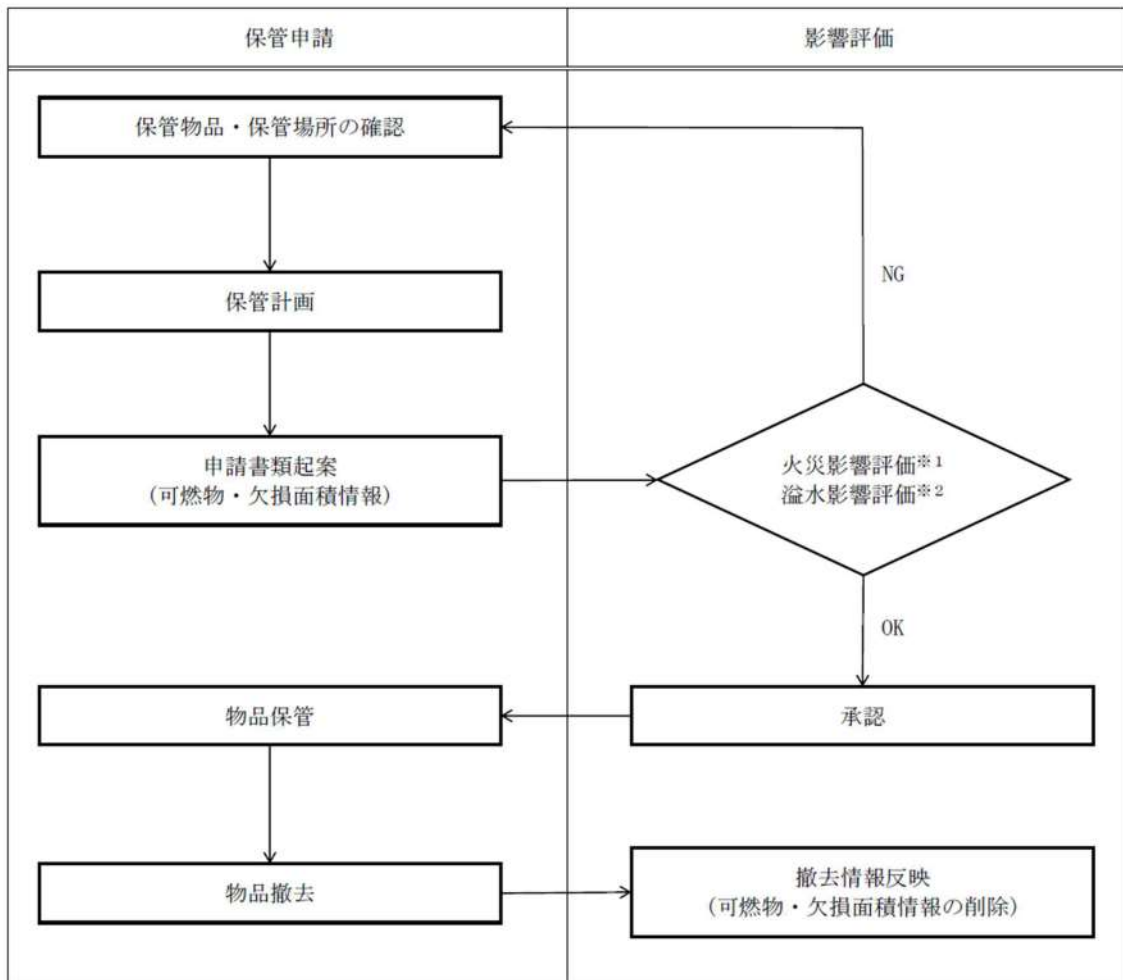 保管申請
影響評価
保管物品・保管場所の確認
保管計画
NG
申請書類起案
(可燃物・欠損面積情報)
火災影響評価※1
溢水影響評価※2
OK
物品保管
承認
物品撤去
撤去情報反映
(可燃物・欠損面積情報の削除)